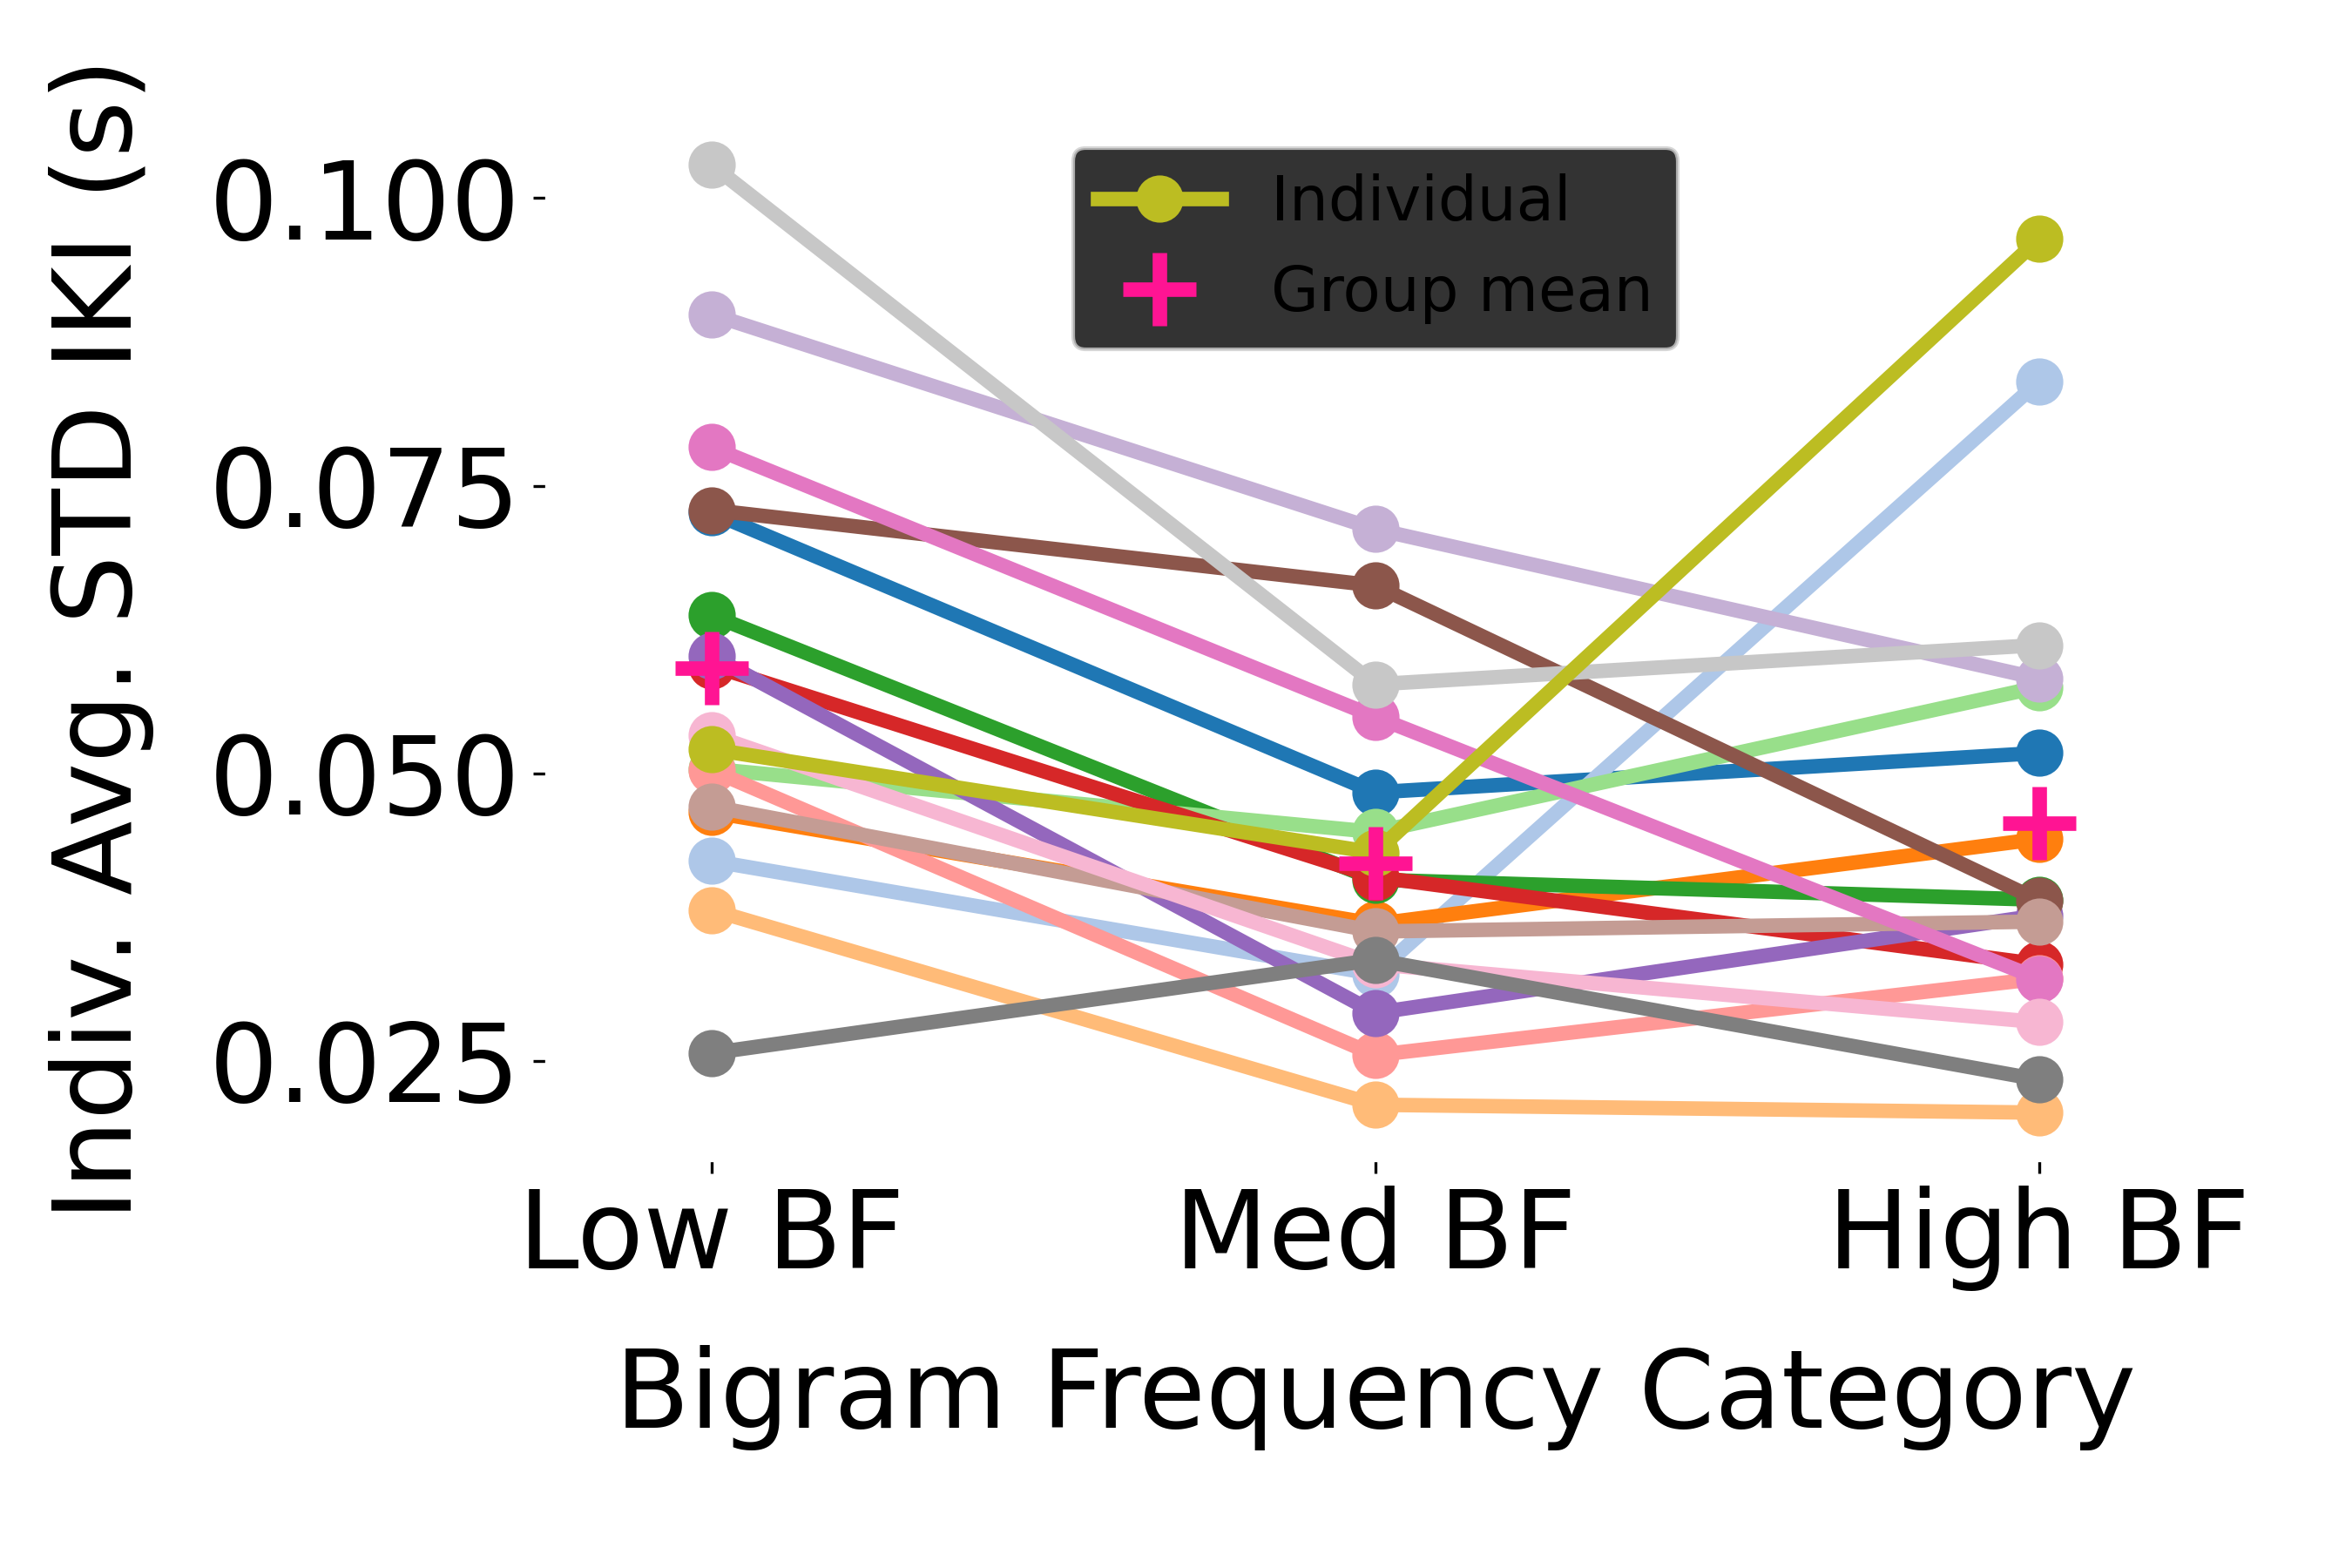 Indiv. Avg. STD IKI (s)
0.100
0.075
0.050
0.025
Individual
Group mean
Low BF
Med BF
High BF
Bigram Frequency Category